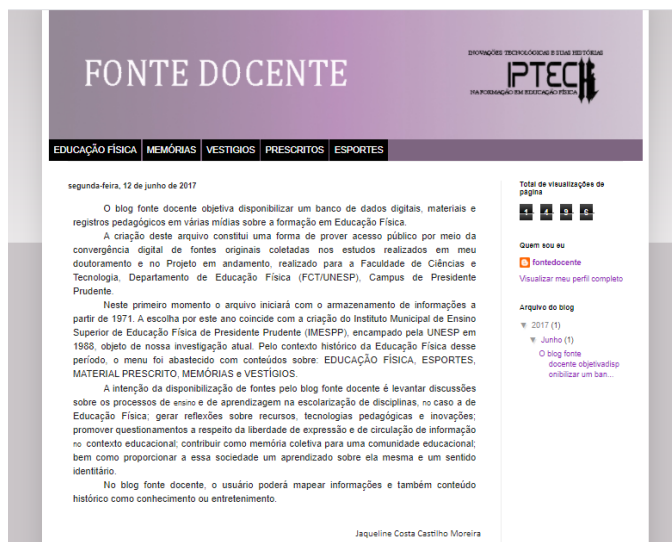 FONTE DOCENTE
INOVAÇÕES TECNOLÓGICAS E SUAS HISTÓRIAS
IPTECH
NA FORMAÇÃO EM EDUCAÇÃO FÍSICA
EDUCAÇÃO FÍSICA MEMÓRIAS VESTIGIOS PRESCRITOS ESPORTES
segunda-feira, 12 de junho de 2017
O blog fonte docente objetiva disponibilizar um banco de dados digitais, materiais e
registros pedagógicos em várias mídias sobre a formação em Educação Física.
A criação deste arquivo constitui uma forma de prover acesso público por meio da
convergência digital de fontes originais coletadas nos estudos realizados em meu
doutoramento e no Projeto em andamento, realizado para a Faculdade de Ciências e
Tecnologia, Departamento de Educação Física (FCT/UNESP), Campus de Presidente
Prudente.
Neste primeiro momento o arquivo iniciará com o armazenamento de informações a
partir de 1971. A escolha por este ano coincide com a criação do Instituto Municipal de Ensino
Superior de Educação Física de Presidente Prudente (IMESPP), encampado pela UNESP em
1988, objeto de nossa investigação atual. Pelo contexto histórico da Educação Física desse
período, o menu foi abastecido com conteúdos sobre: EDUCAÇÃO FÍSICA, ESPORTES,
MATERIAL PRESCRITO, MEMÓRIAS e VESTÍGIOS.
A intenção da disponibilização de fontes pelo blog fonte docente é levantar discussões
sobre os processos de ensino e de aprendizagem na escolarização de disciplinas, no caso a de
Educação Física; gerar reflexões sobre recursos, tecnologias pedagógicas e inovações;
promover questionamentos a respeito da liberdade de expressão e de circulação de informação
no contexto educacional; contribuir como memória coletiva para uma comunidade educacional;
bem como proporcionar a essa sociedade um aprendizado sobre ela mesma e um sentido
identitário.
No blog fonte docente, o usuário poderá mapear informações e também conteúdo
histórico como conhecimento ou entretenimento.
Jaqueline Costa Castilho Moreira
Total de visualizações de
página
1 4 9 6
Quem sou eu
fontedocente
Visualizar meu perfil completo
Arquivo do blog
▼ 2017 (1)
▼ Junho (1)
O blog fonte
docente objetivadisp
onibilizar um ban...